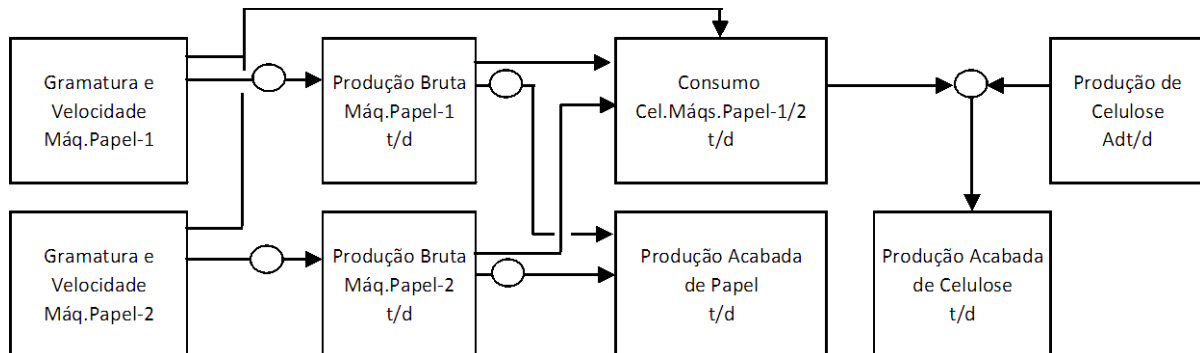 Gramatura e
Velocidade
Máq.Papel-1
Produção Bruta
Máq.Papel-1
t/d
Consumo
Cel.Máqs.Papel-1/2
t/d
Produção de
Celulose
Adt/d
Gramatura e
Velocidade
Máq.Papel-2
Produção Bruta
Máq.Papel-2
t/d
Produção Acabada
de Papel
t/d
Produção Acabada
de Celulose
t/d